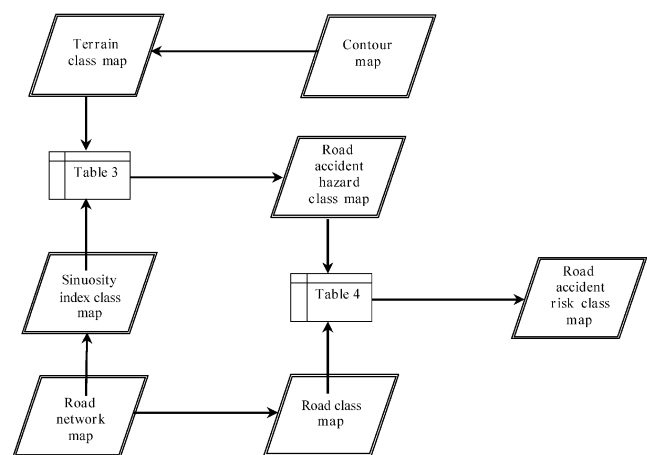 Terrain
class map
Contour
map
Table 3
Road
accident
hazard
class map
Sinuosity
index class
map
Table 4
Road
accident
risk class
map
Road
network
map
Road class
map